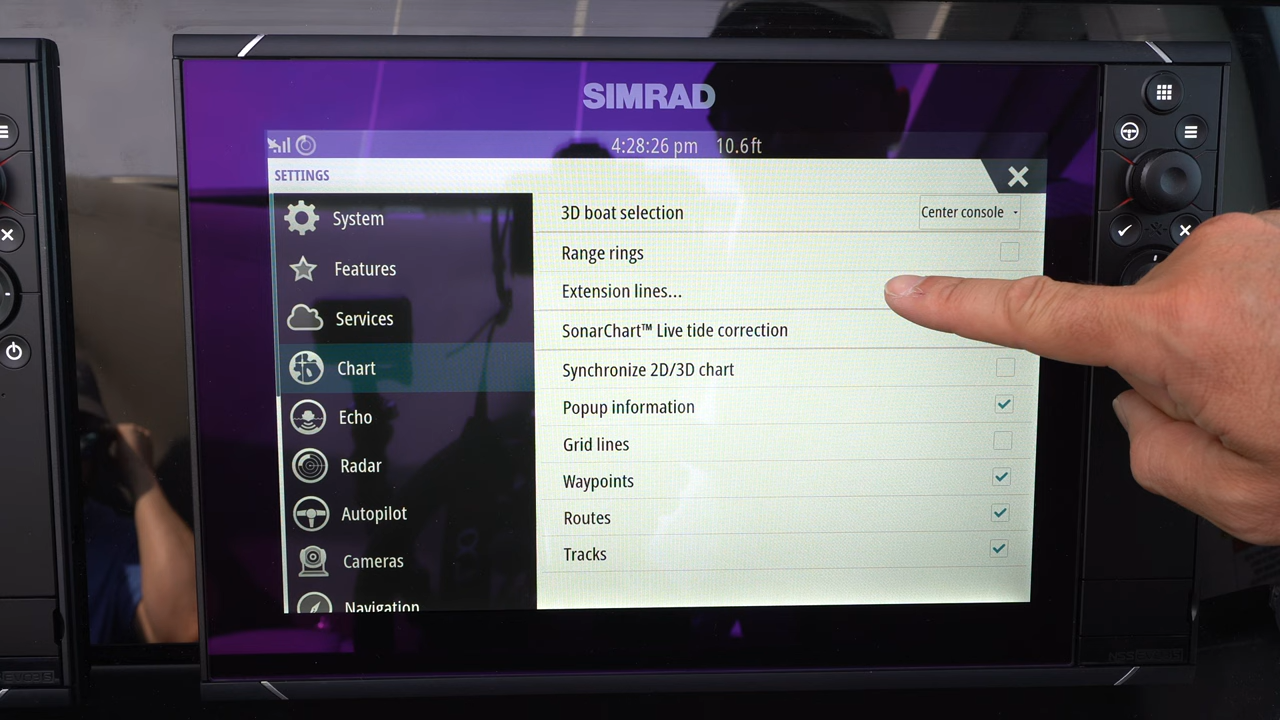 SIMRAD
4:28:26 pm 10.6 ft
SETTINGS
System
Features
Services
Chart
Echo
Radar
Autopilot
Cameras
Navigation
3D boat selection Center console
Range rings
Extension lines...
SonarChart™ Live tide correction
Synchronize 2D/3D chart
Popup information
Grid lines
Waypoints
Routes
Tracks